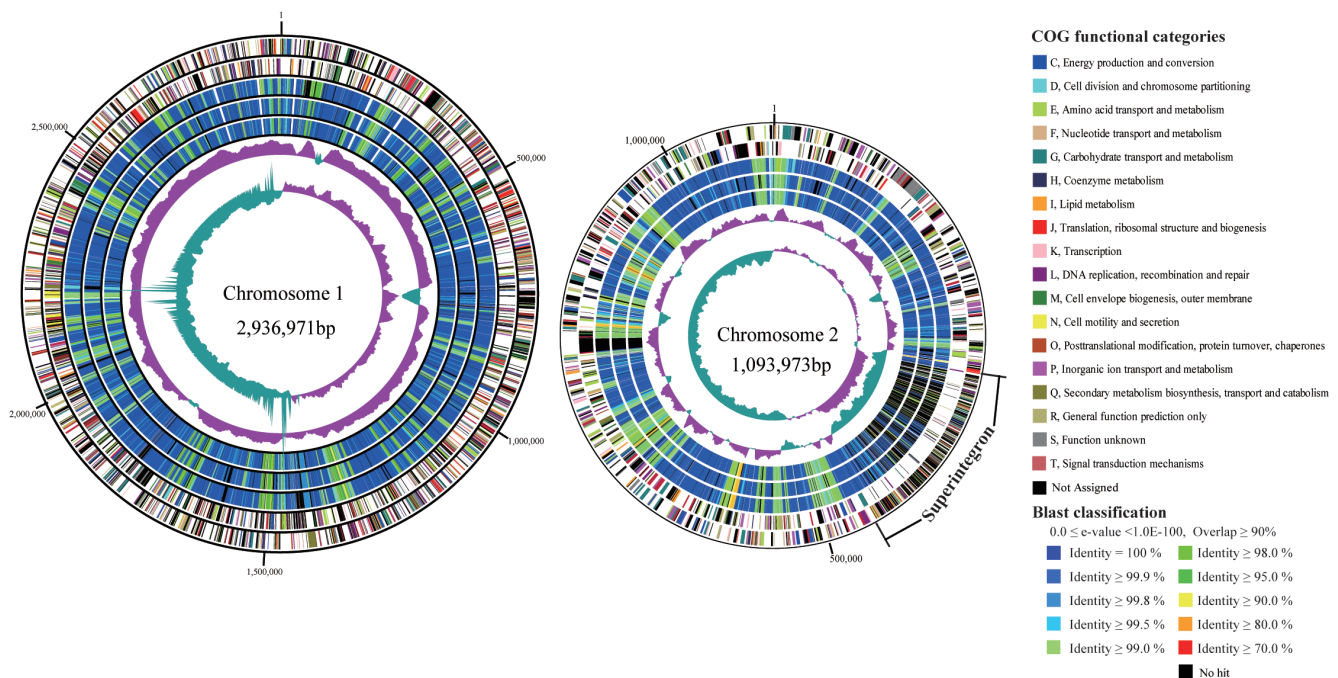 1
500,000
1,000,000
1,500,000
2,000,000
2,500,000
Chromosome 1
2,936,971bp
1
500,000
1,000,000
Chromosome 2
1,093,973bp
Superintegron
COG functional categories
C, Energy production and conversion
D, Cell division and chromosome partitioning
E, Amino acid transport and metabolism
F, Nucleotide transport and metabolism
G, Carbohydrate transport and metabolism
H, Coenzyme metabolism
I, Lipid metabolism
J, Translation, ribosomal structure and biogenesis
K, Transcription
L, DNA replication, recombination and repair
M, Cell envelope biogenesis, outer membrane
N, Cell motility and secretion
O, Posttranslational modification, protein turnover, chaperones
P, Inorganic ion transport and metabolism
Q, Secondary metabolism biosynthesis, transport and catabolism
R, General function prediction only
S, Function unknown
T, Signal transduction mechanisms
Not Assigned
Blast classification
0.0 ≤ e-value <1.0E-100, Overlap ≥ 90%
Identity = 100 %
Identity ≥ 98.0 %
Identity ≥ 99.9 %
Identity ≥ 95.0 %
Identity ≥ 99.8 %
Identity ≥ 90.0 %
Identity ≥ 99.5 %
Identity ≥ 80.0 %
Identity ≥ 99.0 %
Identity ≥ 70.0 %
No hit